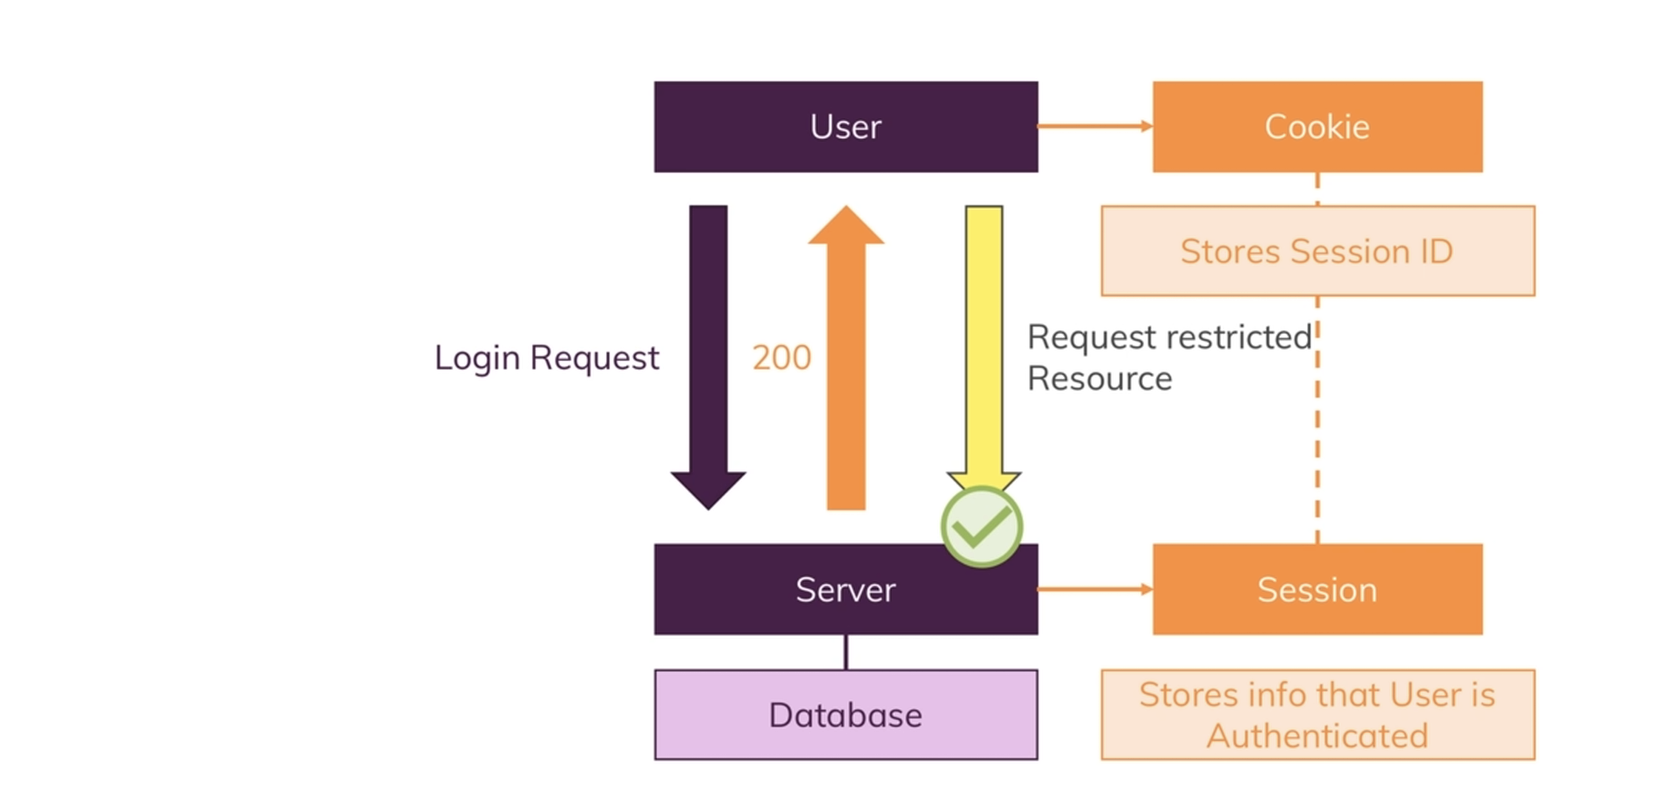 User
Cookie
Stores Session ID
Login Request
200
Request restricted
Resource
Server
Session
Database
Stores info that User is
Authenticated